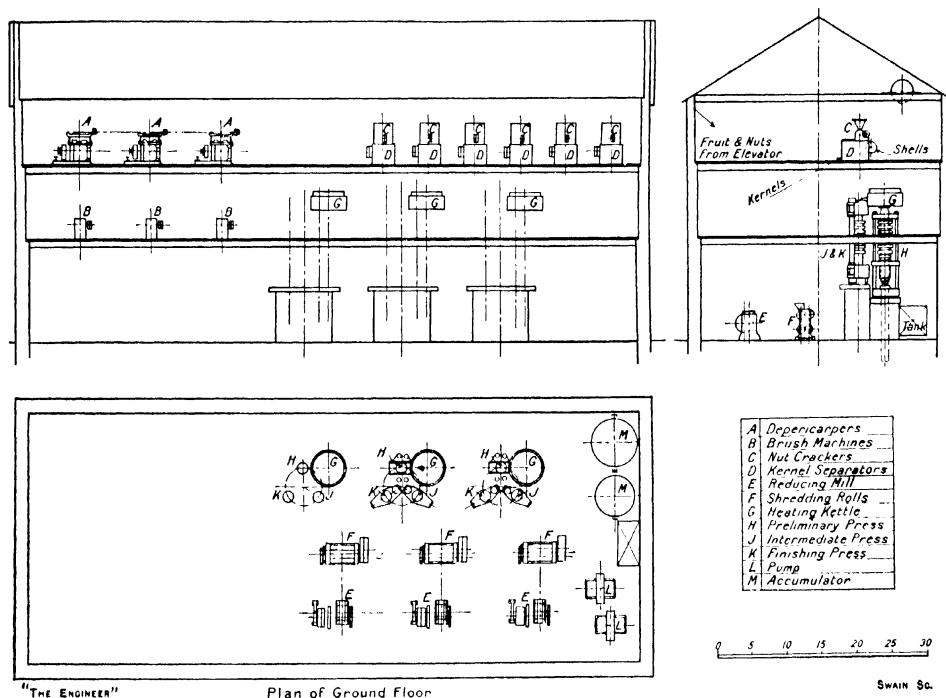 A A A C C C C C C
D D D D D D
B B B G G G
Fruit & Nuts
From Elevator
C
D
Shells
Kernels
G
J & K
H
E
F
Tank
H G H G H G M
K J K J K J M
F F F
E E E L
L
A Depericarpers
B Brush Machines
C Nut Crackers
D Kernel Separators
E Reducing Mill
F Shredding Rolls
G Heating Kettle
H Preliminary Press
J Intermediate Press
K Finishing Press
L Pump
M Accumulator
0 5 10 15 20 25 30
"THE ENGINEER"
Plan of Ground Floor
SWAIN SC.